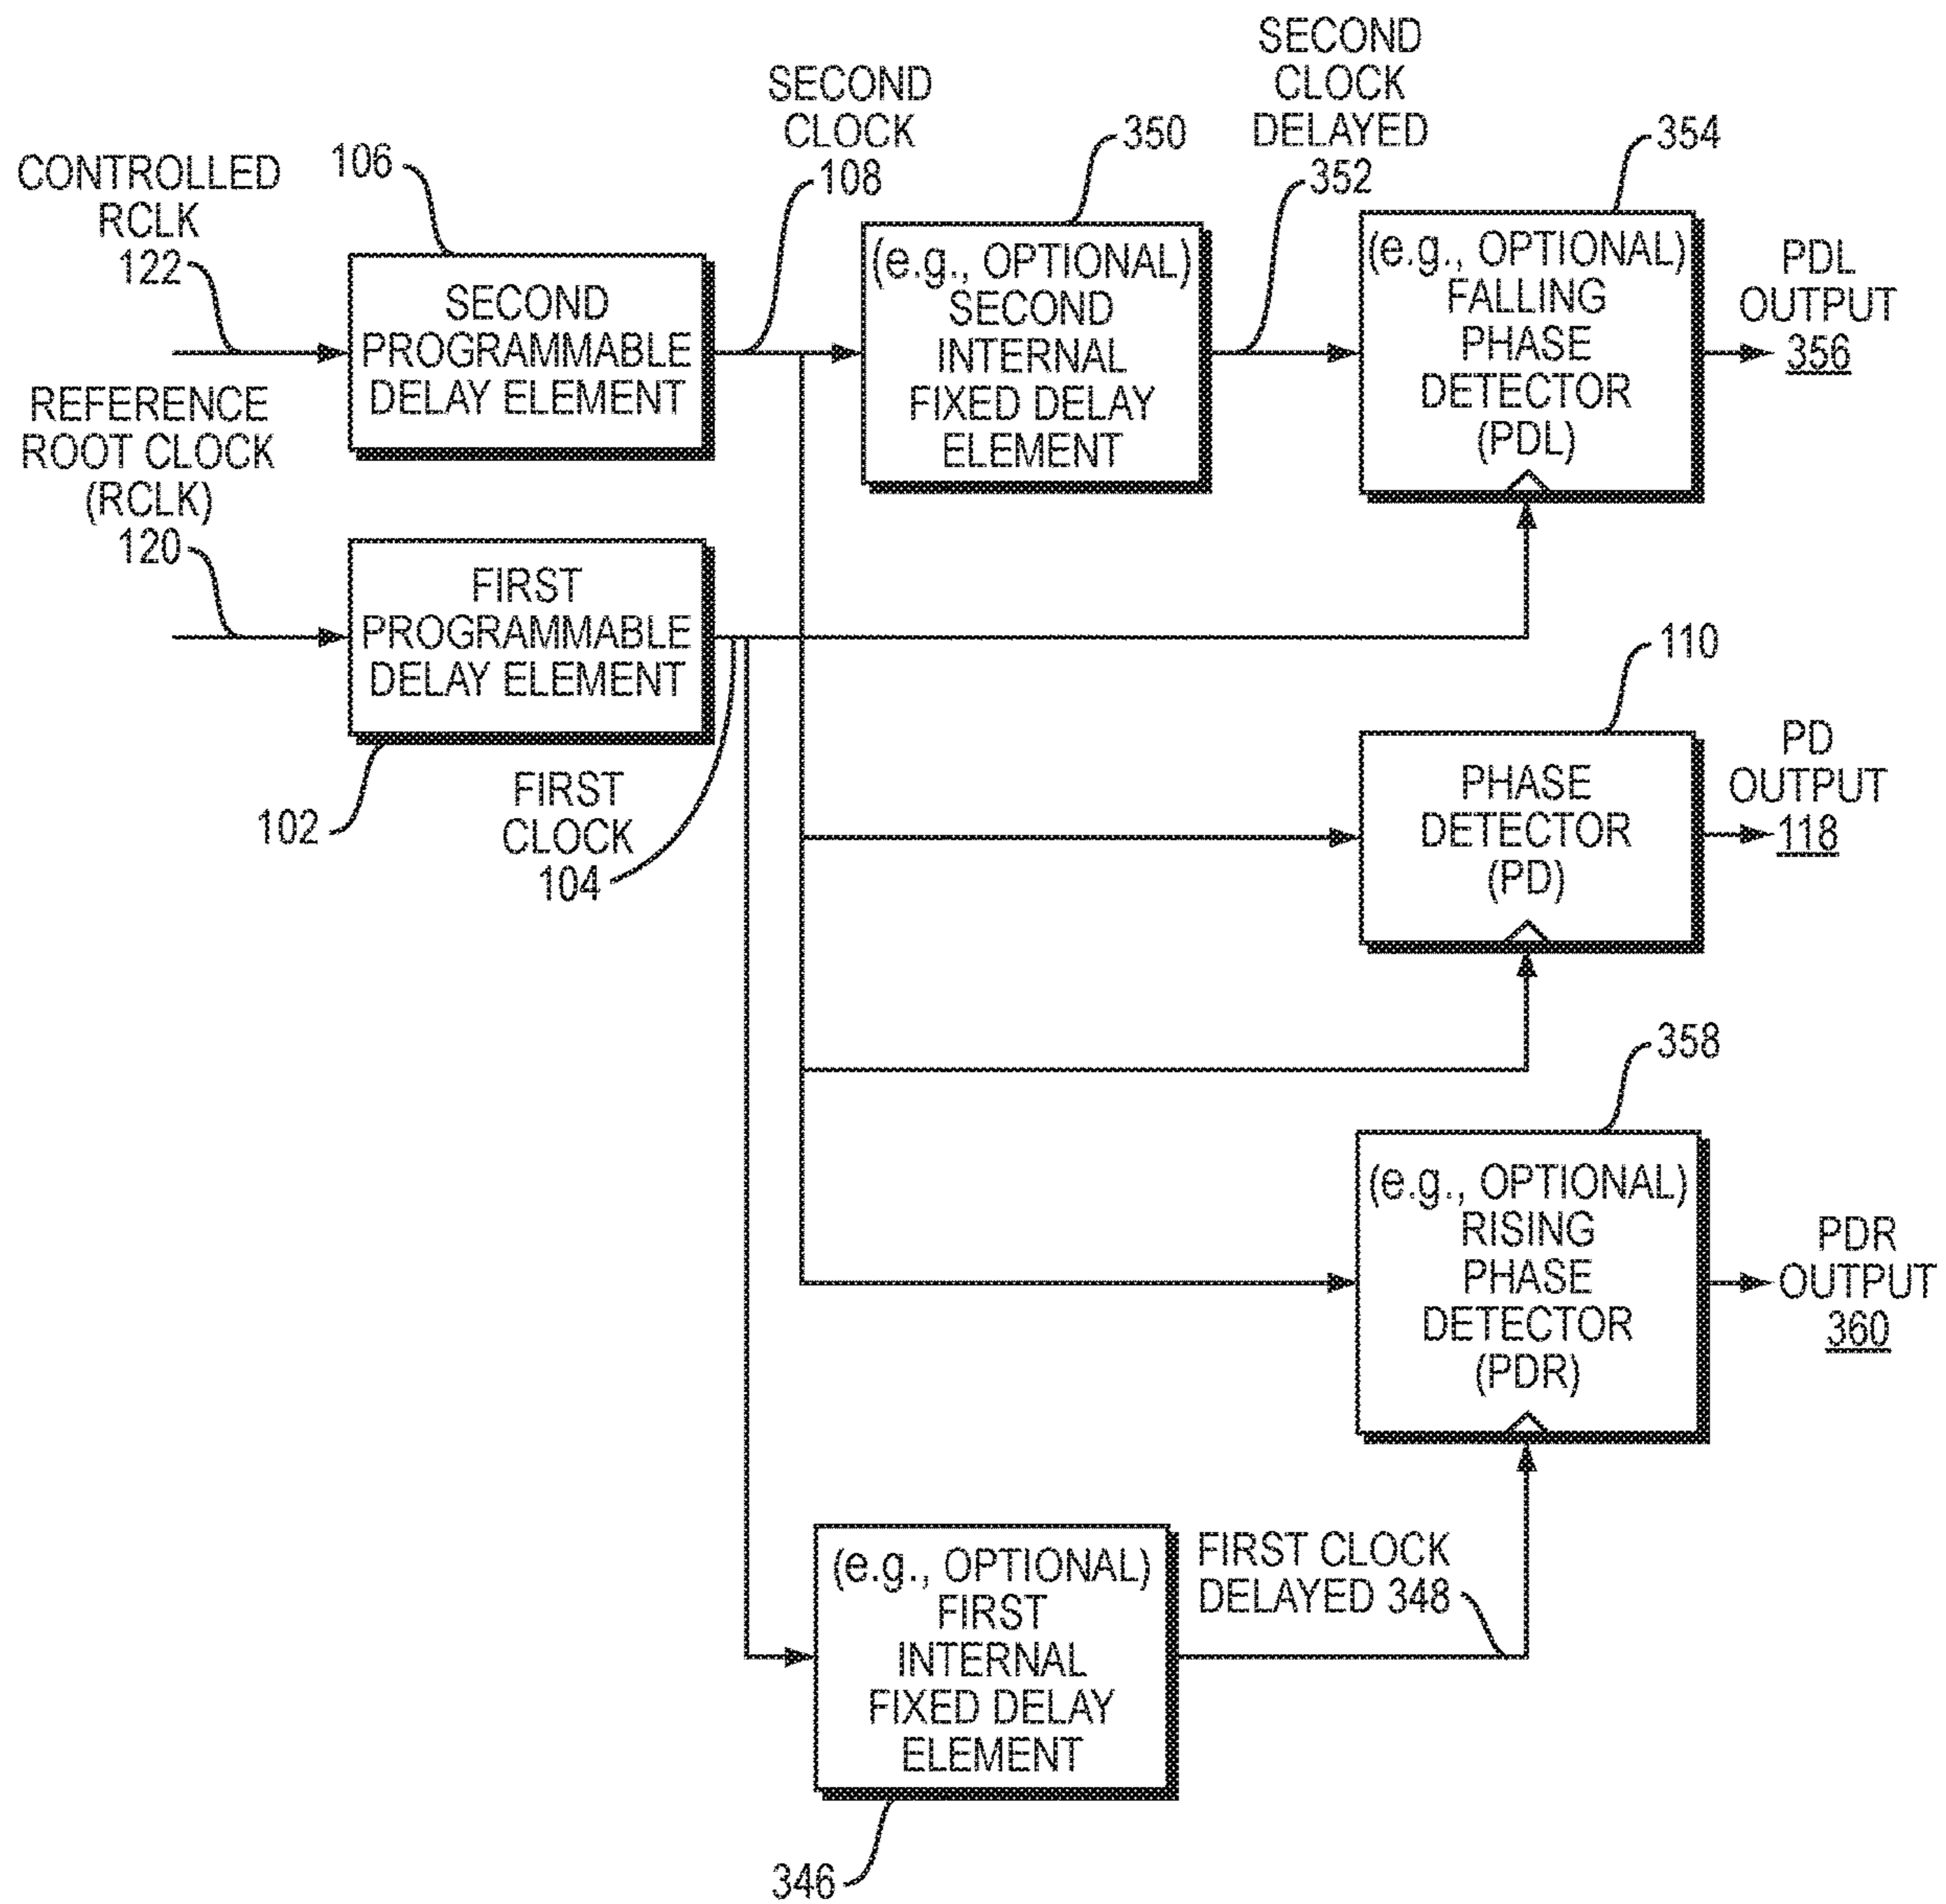 CONTROLLED
RCLK
122
106
SECOND
PROGRAMMABLE
DELAY ELEMENT
SECOND
CLOCK
108
350
(e.g., OPTIONAL)
SECOND
INTERNAL
FIXED DELAY
ELEMENT
SECOND
CLOCK
DELAYED
352
354
(e.g., OPTIONAL)
FALLING
PHASE
DETECTOR
(PDL)
PDL
OUTPUT
356
REFERENCE
ROOT CLOCK
(RCLK)
120
FIRST
PROGRAMMABLE
DELAY ELEMENT
102
FIRST
CLOCK
104
110
PHASE
DETECTOR
(PD)
PD
OUTPUT
118
358
(e.g., OPTIONAL)
RISING
PHASE
DETECTOR
(PDR)
PDR
OUTPUT
360
(e.g., OPTIONAL)
FIRST
INTERNAL
FIXED DELAY
ELEMENT
346
FIRST CLOCK
DELAYED 348